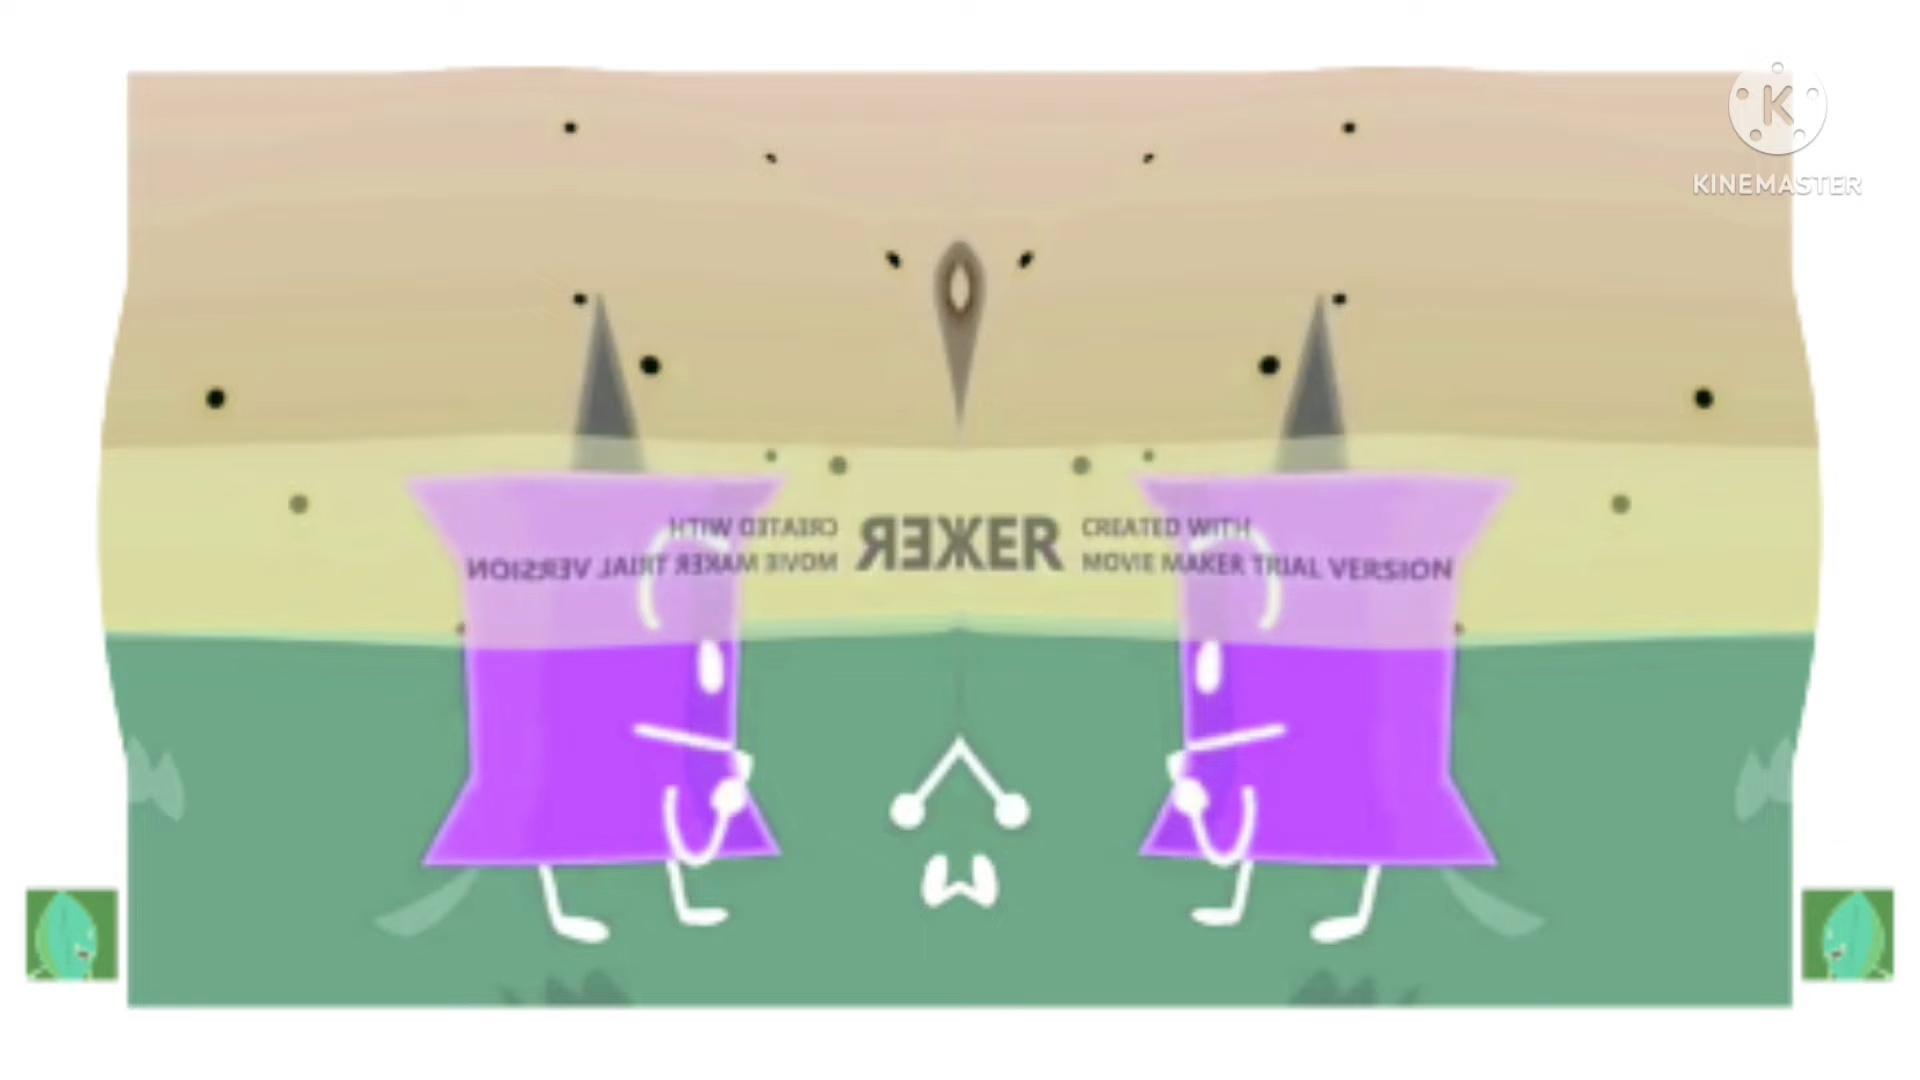 K
KINEMASTER
CREATED WITH
MOVIE MAKER TRIAL VERSION
ЯEЖER
CREATED WITH
MOVIE MAKER TRIAL VERSION